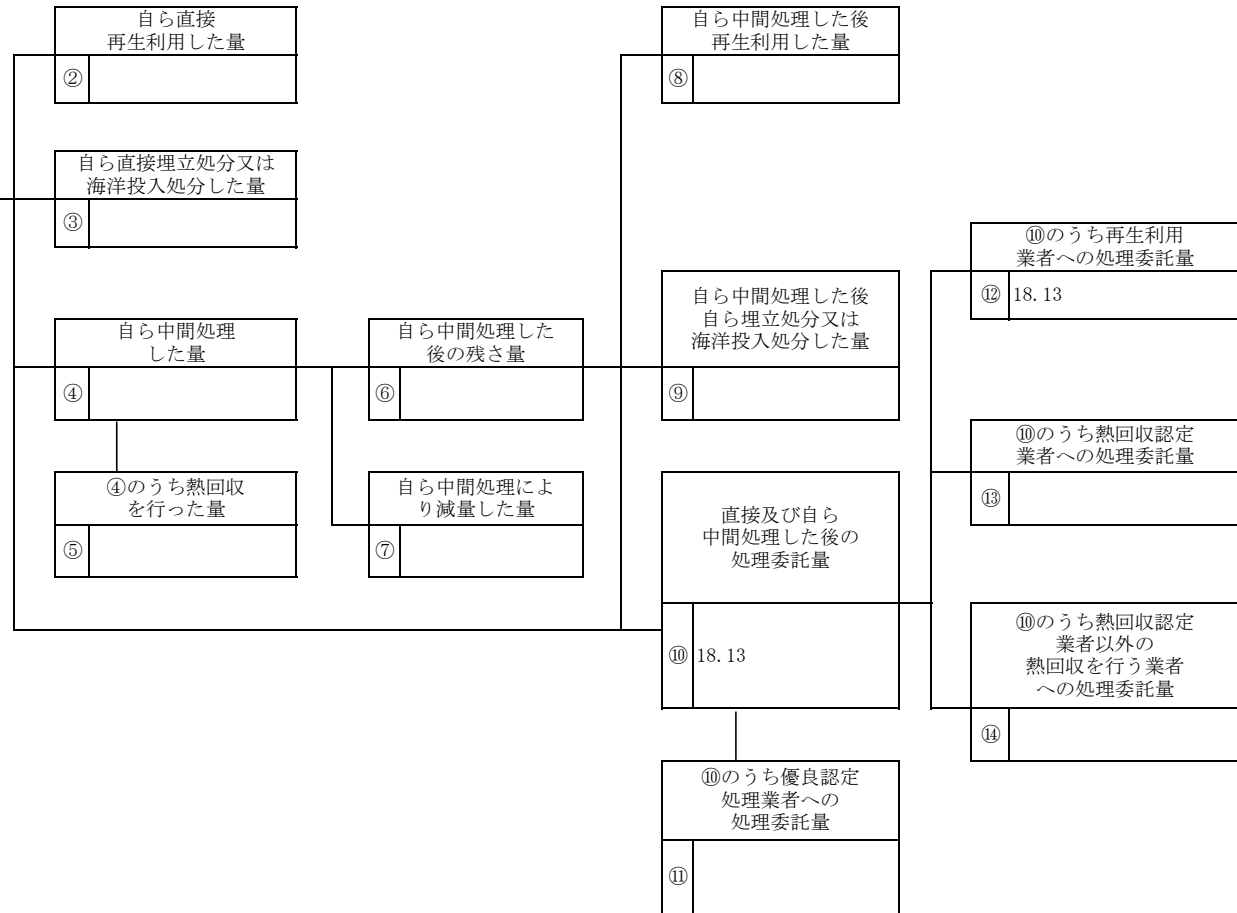 自ら直接
再生利用した量
②
自ら中間処理した後
再生利用した量
⑧
自ら直接埋立処分又は
海洋投入処分した量
③
⑩のうち再生利用
業者への処理委託量
⑫ 18.13
自ら中間処理
した量
④
自ら中間処理した
後の残さ量
⑥
自ら中間処理した後
自ら埋立処分又は
海洋投入処分した量
⑨
⑩のうち熱回収認定
業者への処理委託量
⑬
④のうち熱回収
を行った量
⑤
自ら中間処理によ
り減量した量
⑦
直接及び自ら
中間処理した後の
処理委託量
⑩ 18.13
⑩のうち熱回収認定
業者以外の
熱回収を行う業者
への処理委託量
⑭
⑩のうち優良認定
処理業者への
処理委託量
⑪